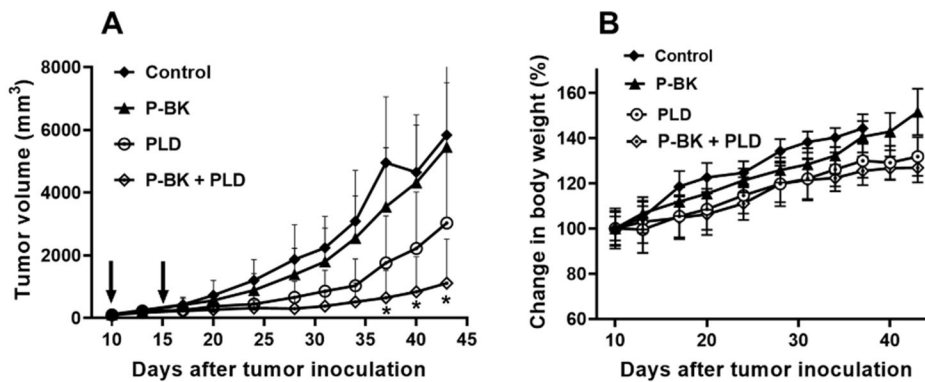 A
Tumor volume (mm³)
8000
6000
4000
2000
0
Control
P-BK
PLD
P-BK + PLD
* * *
10 15 20 25 30 35 40 45
Days after tumor inoculation
B
Change in body weight (%)
160
140
120
100
80
60
Control
P-BK
PLD
P-BK + PLD
10 20 30 40
Days after tumor inoculation